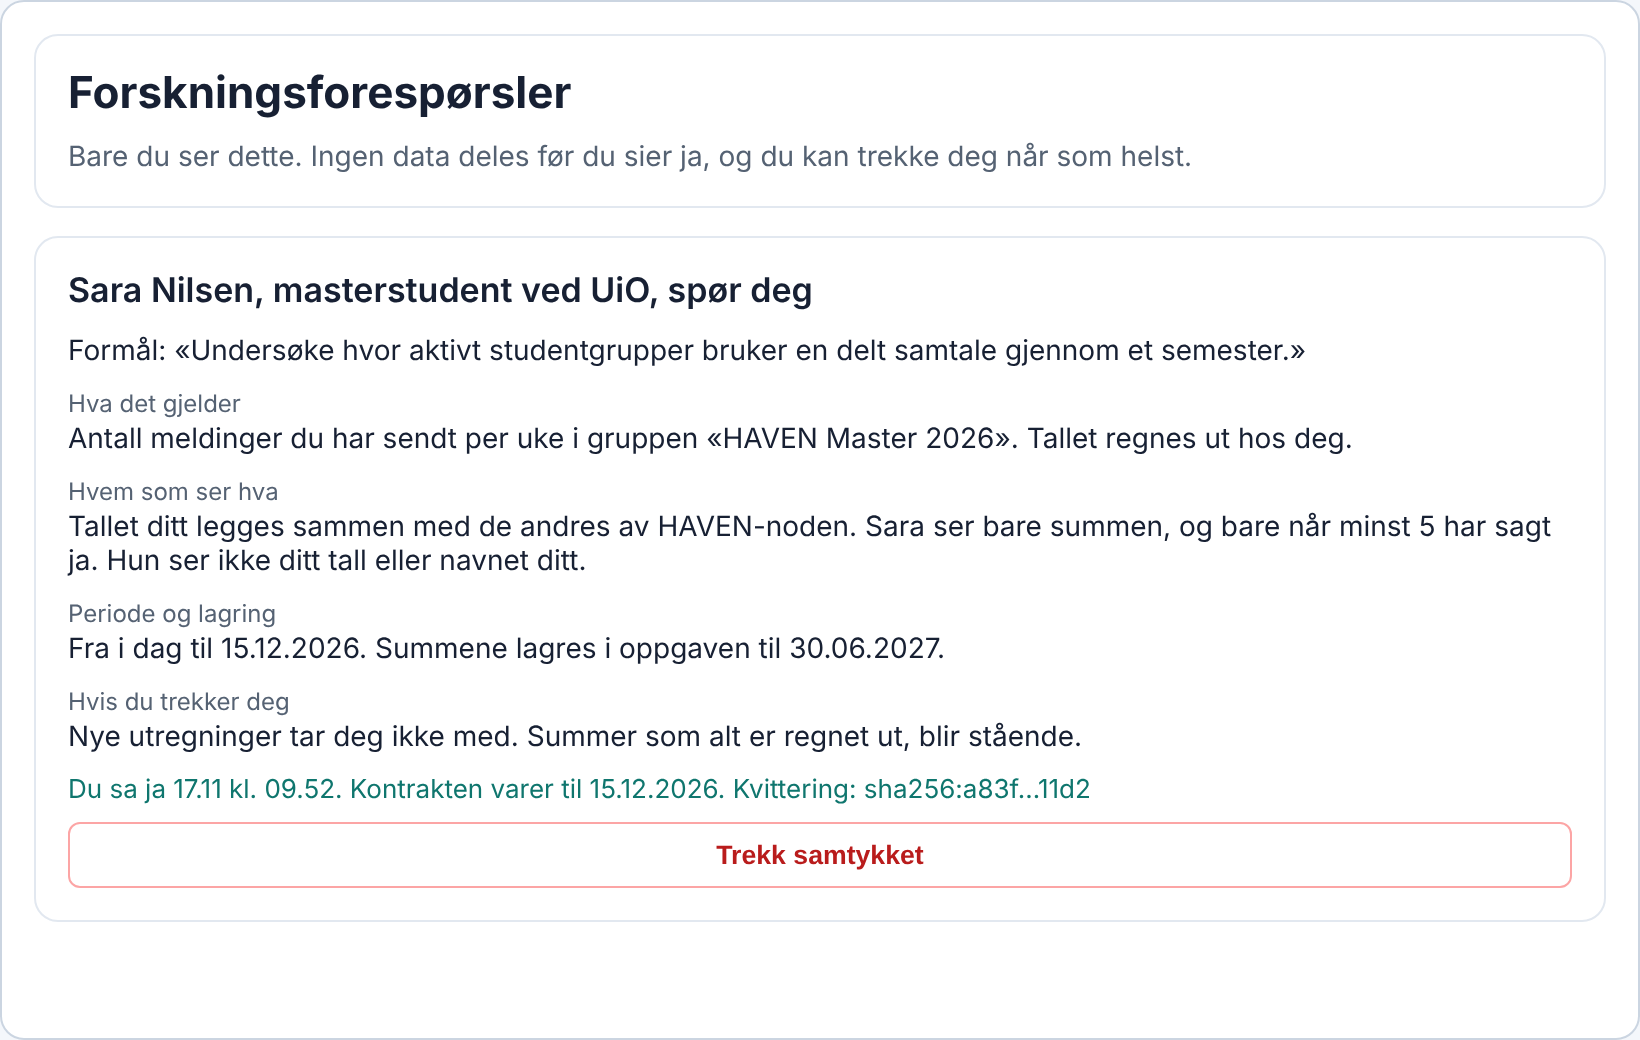 Forskningsforespørsler
Bare du ser dette. Ingen data deles før du sier ja, og du kan trekke deg når som helst.
Sara Nilsen, masterstudent ved UiO, spør deg
Formål: «Undersøke hvor aktivt studentgrupper bruker en delt samtale gjennom et semester.»
Hva det gjelder
Antall meldinger du har sendt per uke i gruppen «HAVEN Master 2026». Tallet regnes ut hos deg.
Hvem som ser hva
Tallet ditt legges sammen med de andres av HAVEN-noden. Sara ser bare summen, og bare når minst 5 har sagt
ja. Hun ser ikke ditt tall eller navnet ditt.
Periode og lagring
Fra i dag til 15.12.2026. Summene lagres i oppgaven til 30.06.2027.
Hvis du trekker deg
Nye utregninger tar deg ikke med. Summer som alt er regnet ut, blir stående.
Du sa ja 17.11 kl. 09.52. Kontrakten varer til 15.12.2026. Kvittering: sha256:a83f…11d2
Trekk samtykket